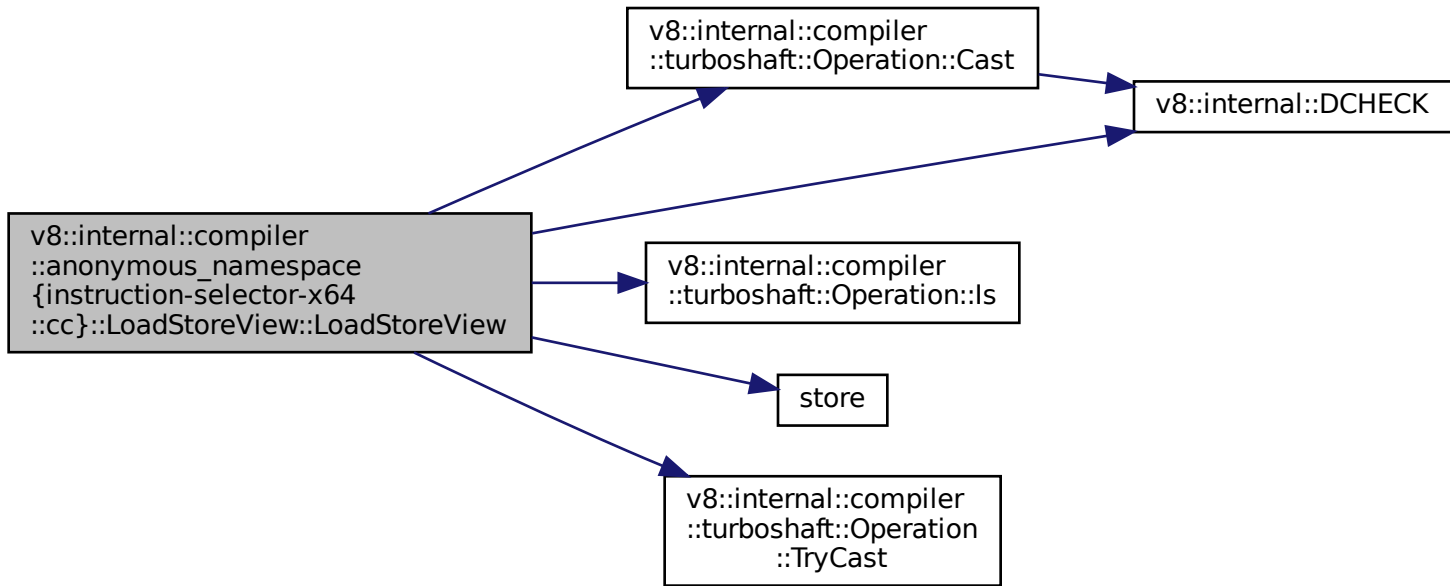 v8::internal::compiler
::turboshaft::Operation::Cast
v8::internal::DCHECK
v8::internal::compiler
::anonymous_namespace
{instruction-selector-x64
::cc}::LoadStoreView::LoadStoreView
v8::internal::compiler
::turboshaft::Operation::Is
store
v8::internal::compiler
::turboshaft::Operation
::TryCast